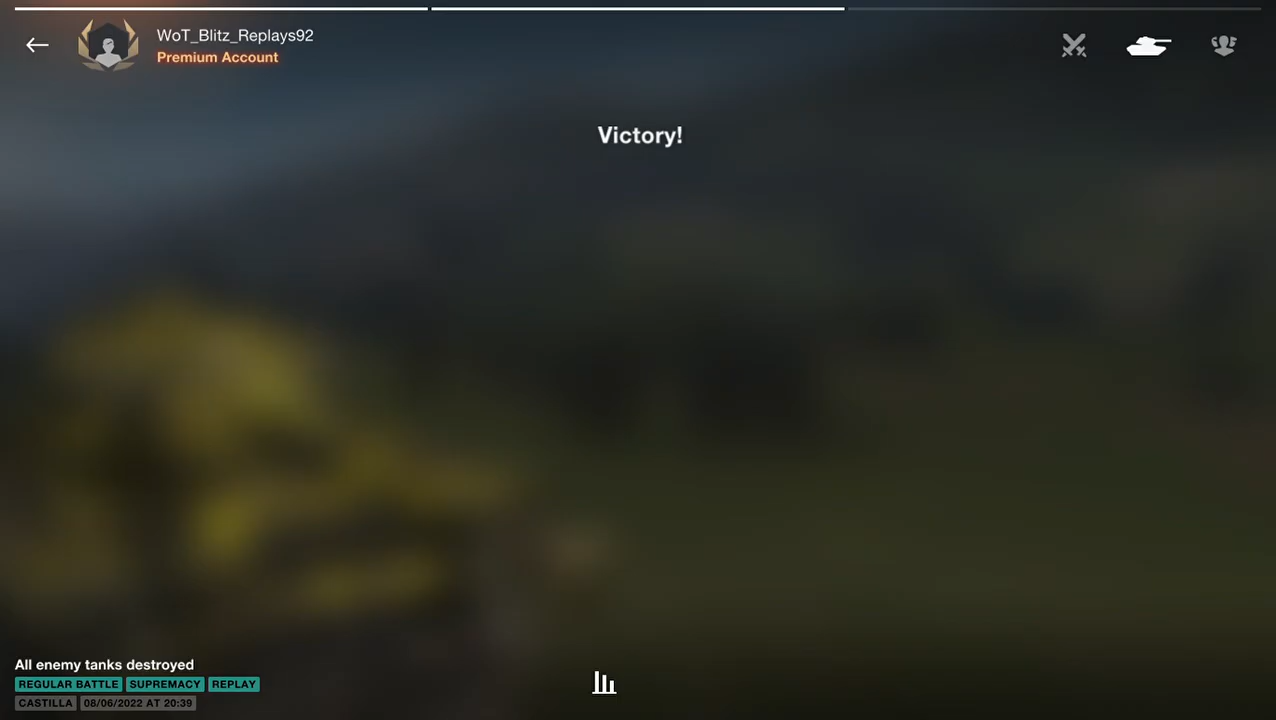 WoT_Blitz_Replays92
Premium Account
Victory!
All enemy tanks destroyed
REGULAR BATTLE SUPREMACY REPLAY
CASTILLA 08/06/2022 AT 20:39